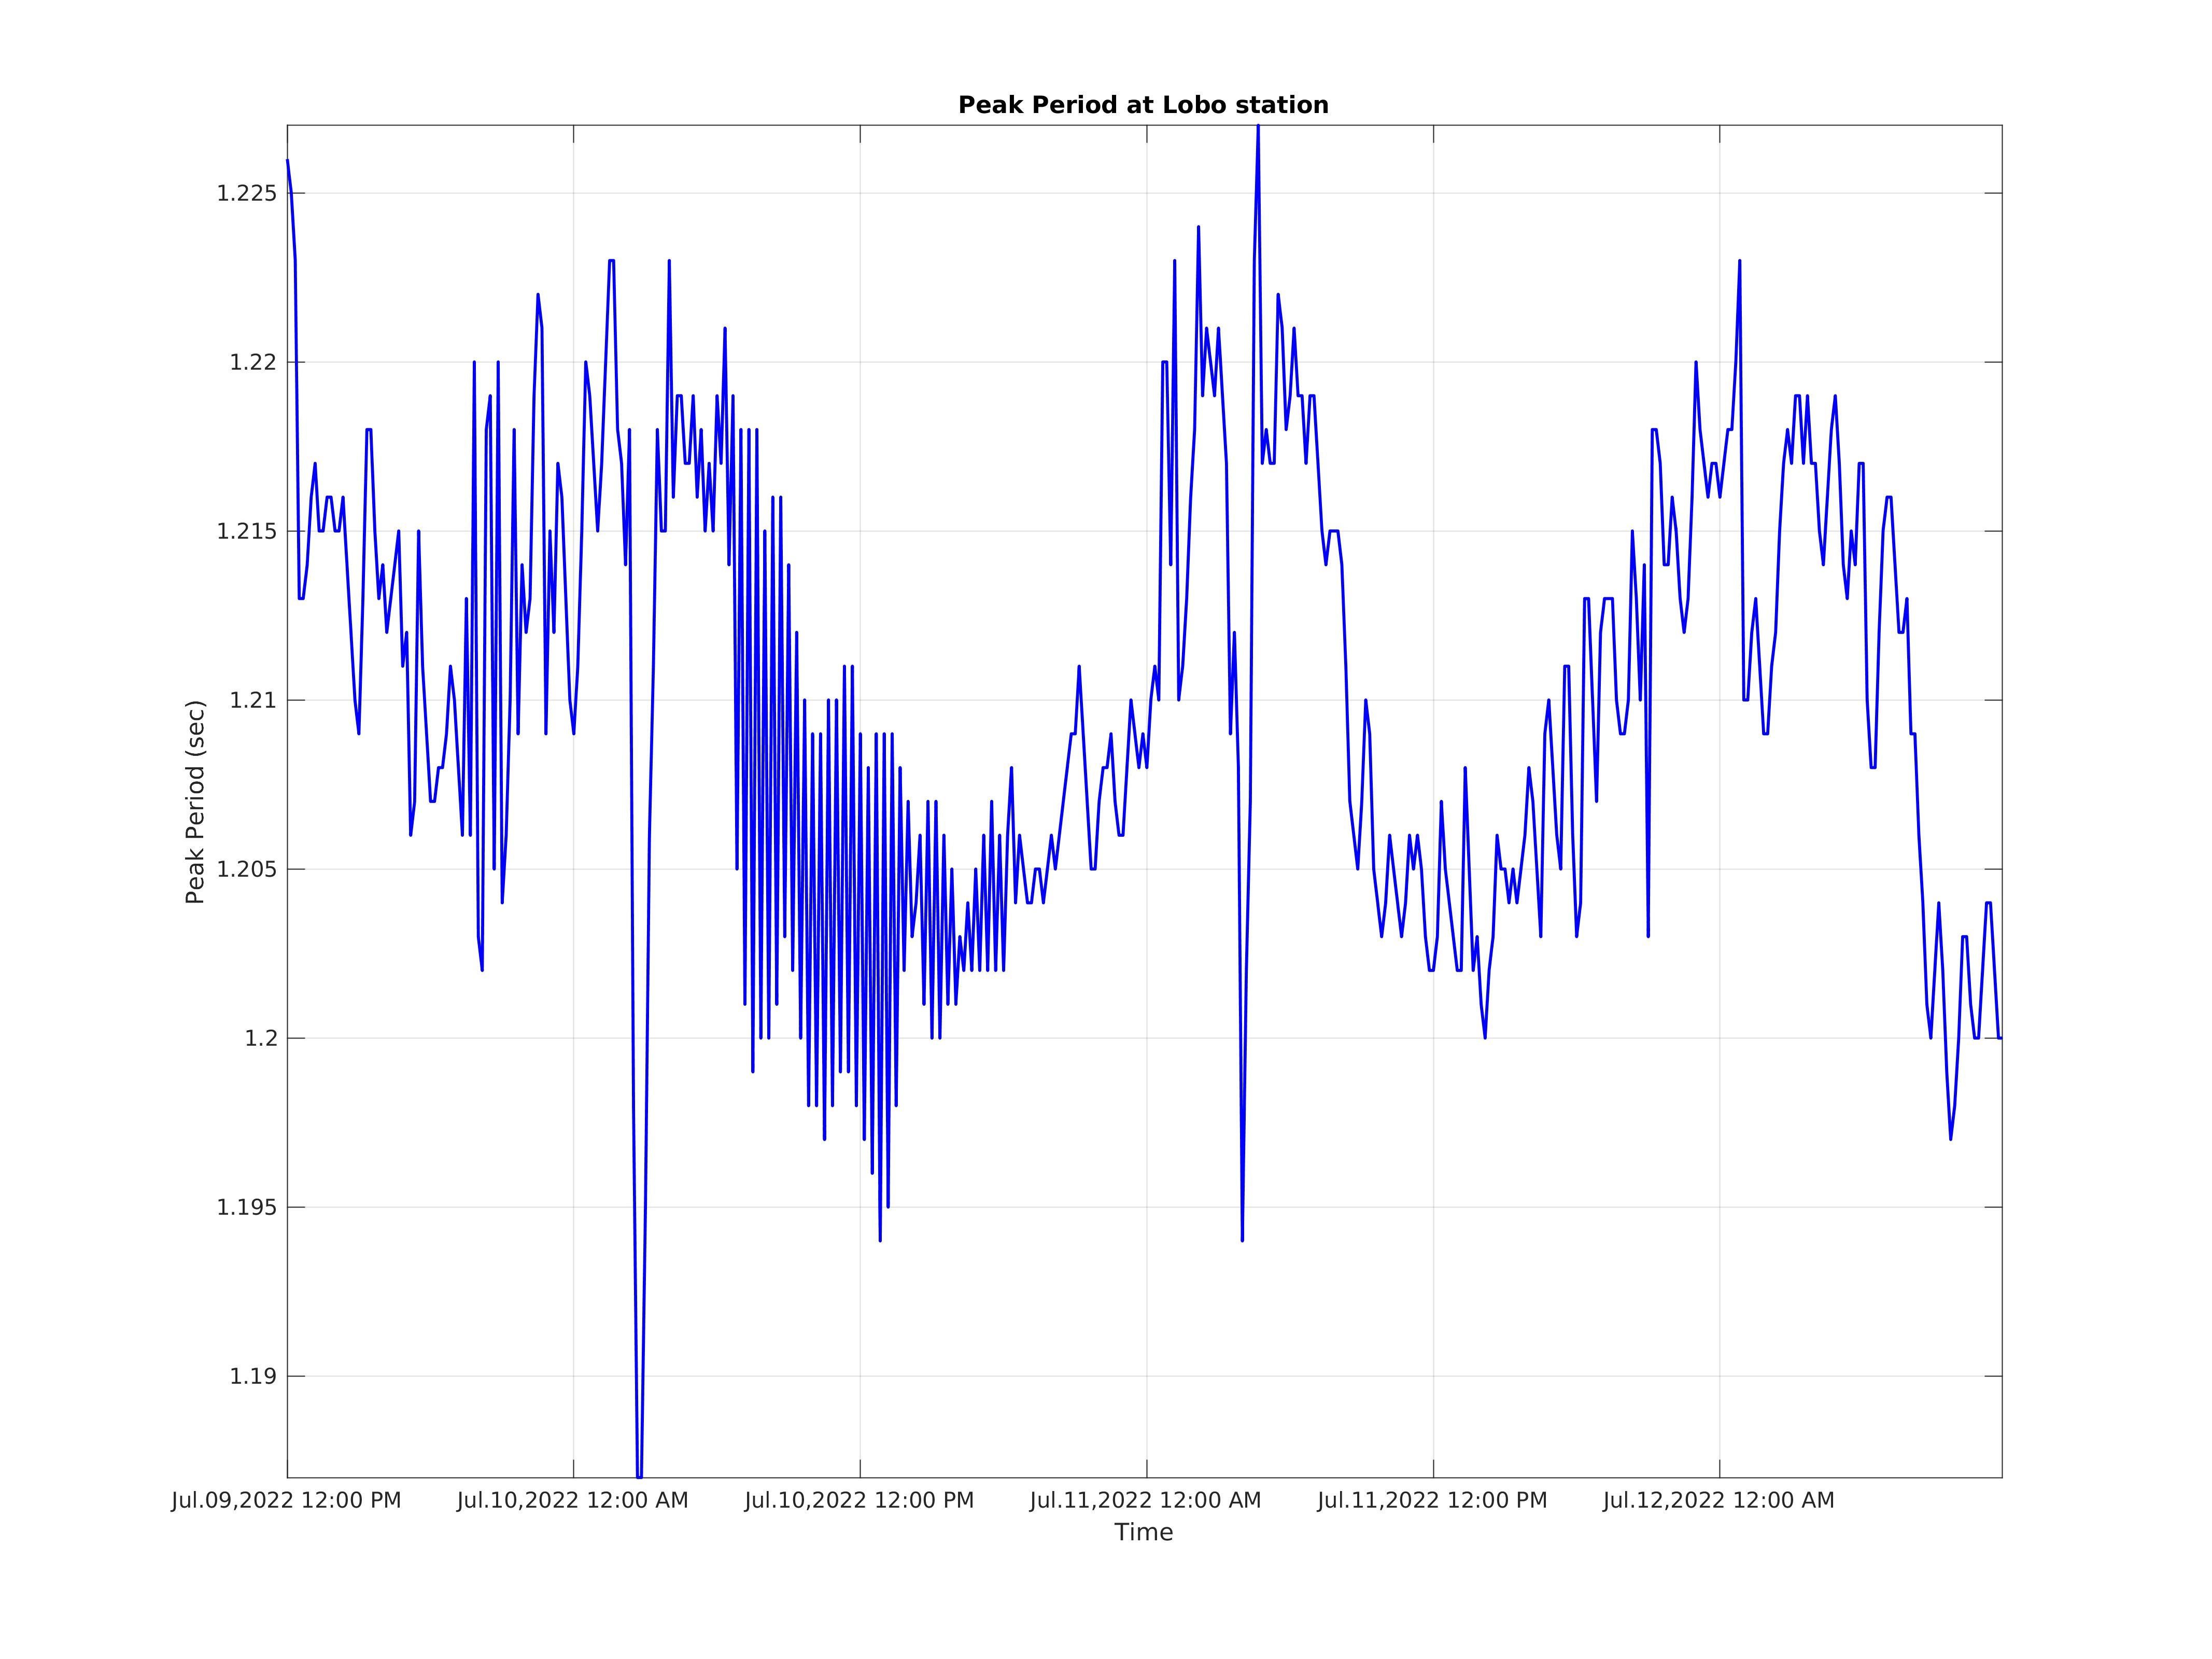 Peak Period at Lobo station
1.225
1.22
1.215
1.21
1.205
1.2
1.195
1.19
Peak Period (sec)
Jul.09,2022 12:00 PM Jul.10,2022 12:00 AM Jul.10,2022 12:00 PM Jul.11,2022 12:00 AM Jul.11,2022 12:00 PM Jul.12,2022 12:00 AM
Time